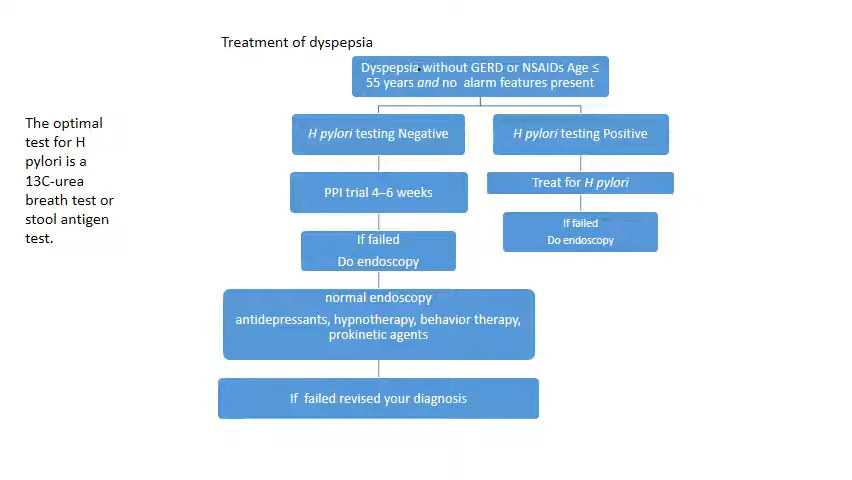 Treatment of dyspepsia
Dyspepsia without GERD or NSAIDs Age ≤
55 years and no alarm features present
The optimal
test for H
pylori is a
13C-urea
breath test or
stool antigen
test.
H pylori testing Negative
H pylori testing Positive
PPI trial 4–6 weeks
Treat for H pylori
If failed
Do endoscopy
If failed
Do endoscopy
normal endoscopy
antidepressants, hypnotherapy, behavior therapy,
prokinetic agents
If failed revised your diagnosis